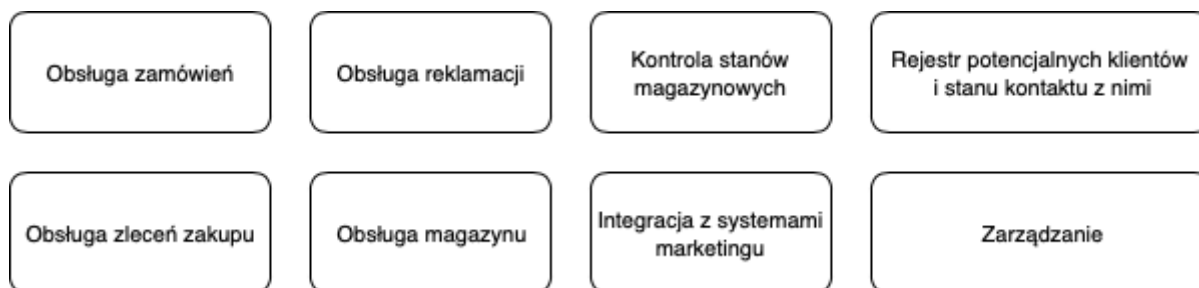 Obsługa zamówień
Obsługa reklamacji
Kontrola stanów
magazynowych
Rejestr potencjalnych klientów
i stanu kontaktu z nimi
Obsługa zleceń zakupu
Obsługa magazynu
Integracja z systemami
marketingu
Zarządzanie